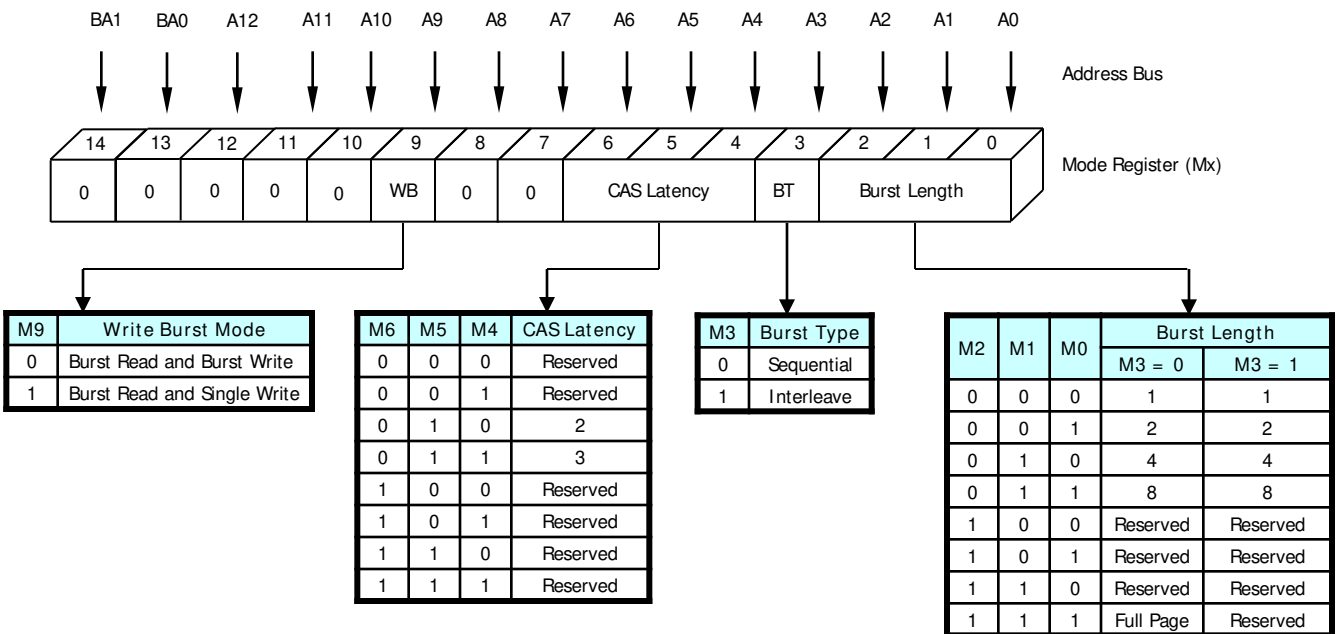 BA1 BA0 A12 A11 A10 A9 A8 A7 A6 A5 A4 A3 A2 A1 A0
Address Bus
14 13 12 11 10 9 8 7 6 5 4 3 2 1 0
Mode Register (Mx)
0 0 0 0 0 WB 0 0 CAS Latency BT Burst Length
M9 Write Burst Mode
0 Burst Read and Burst Write
1 Burst Read and Single Write
M6 M5 M4 CAS Latency
0 0 0 Reserved
0 0 1 Reserved
0 1 0 2
0 1 1 3
1 0 0 Reserved
1 0 1 Reserved
1 1 0 Reserved
1 1 1 Reserved
M3 Burst Type
0 Sequential
1 Interleave
M2 M1 M0 Burst Length
M3 = 0 M3 = 1
0 0 0 1 1
0 0 1 2 2
0 1 0 4 4
0 1 1 8 8
1 0 0 Reserved Reserved
1 0 1 Reserved Reserved
1 1 0 Reserved Reserved
1 1 1 Full Page Reserved